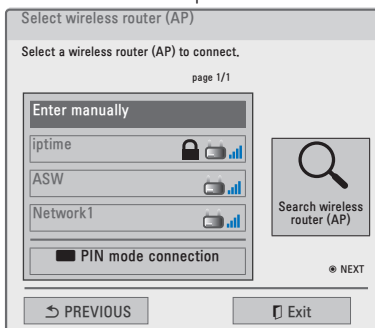 Select wireless router (AP)
Select a wireless router (AP) to connect.
page 1/1
Enter manually
iptime
ASW
Network1
PIN mode connection
Search wireless
router (AP)
NEXT
PREVIOUS
Exit